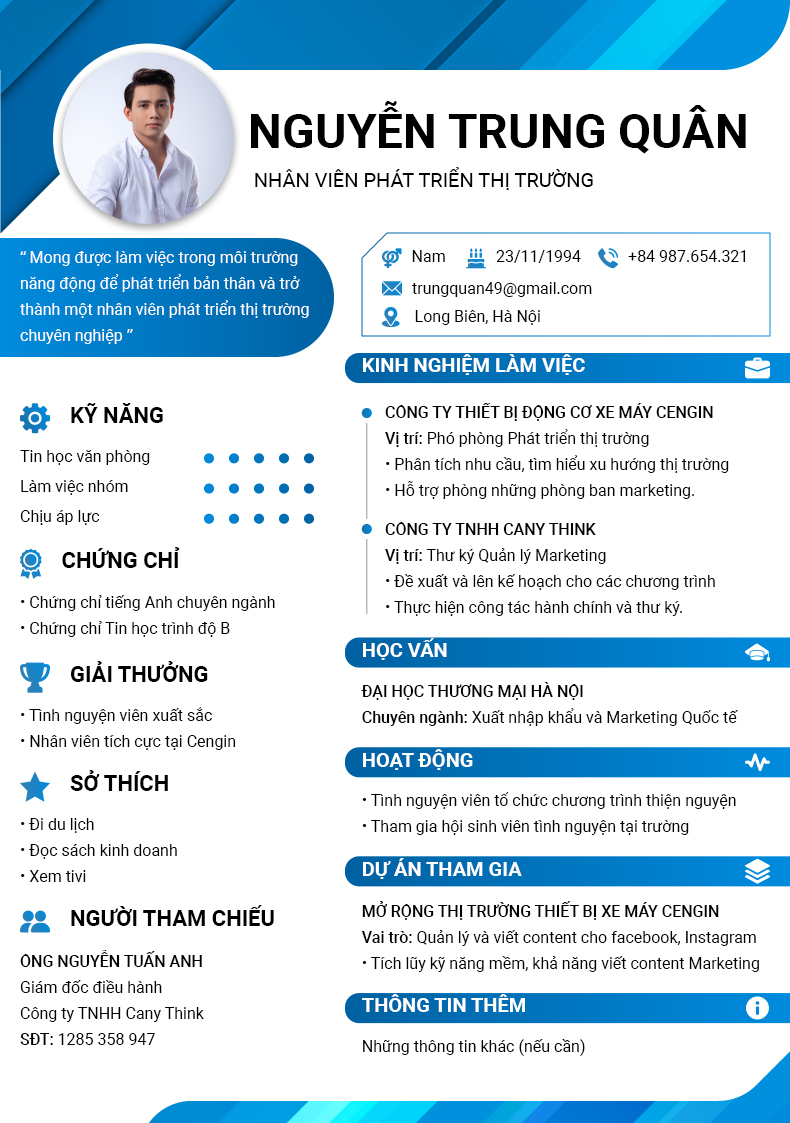 NGUYỄN TRUNG QUÂN
NHÂN VIÊN PHÁT TRIỂN THỊ TRƯỜNG
“ Mong được làm việc trong môi trường
năng động để phát triển bản thân và trở
thành một nhân viên phát triển thị trường
chuyên nghiệp ”
Nam 23/11/1994 +84 987.654.321
trungquan49@gmail.com
Long Biên, Hà Nội
KỸ NĂNG
Tin học văn phòng
Làm việc nhóm
Chịu áp lực
CHỨNG CHỈ
• Chứng chỉ tiếng Anh chuyên ngành
• Chứng chỉ Tin học trình độ B
GIẢI THƯỞNG
• Tình nguyện viên xuất sắc
• Nhân viên tích cực tại Cengin
SỞ THÍCH
• Đi du lịch
• Đọc sách kinh doanh
• Xem tivi
NGƯỜI THAM CHIẾU
ÔNG NGUYỄN TUẤN ANH
Giám đốc điều hành
Công ty TNHH Cany Think
SĐT: 1285 358 947
KINH NGHIỆM LÀM VIỆC
CÔNG TY THIẾT BỊ ĐỘNG CƠ XE MÁY CENGIN
Vị trí: Phó phòng Phát triển thị trường
• Phân tích nhu cầu, tìm hiểu xu hướng thị trường
• Hỗ trợ phòng những phòng ban marketing.
CÔNG TY TNHH CANY THINK
Vị trí: Thư ký Quản lý Marketing
• Đề xuất và lên kế hoạch cho các chương trình
• Thực hiện công tác hành chính và thư ký.
HỌC VẤN
ĐẠI HỌC THƯƠNG MẠI HÀ NỘI
Chuyên ngành: Xuất nhập khẩu và Marketing Quốc tế
HOẠT ĐỘNG
• Tình nguyện viên tổ chức chương trình thiện nguyện
• Tham gia hội sinh viên tình nguyện tại trường
DỰ ÁN THAM GIA
MỞ RỘNG THỊ TRƯỜNG THIẾT BỊ XE MÁY CENGIN
Vai trò: Quản lý và viết content cho facebook, Instagram
• Tích lũy kỹ năng mềm, khả năng viết content Marketing
THÔNG TIN THÊM
Những thông tin khác (nếu cần)